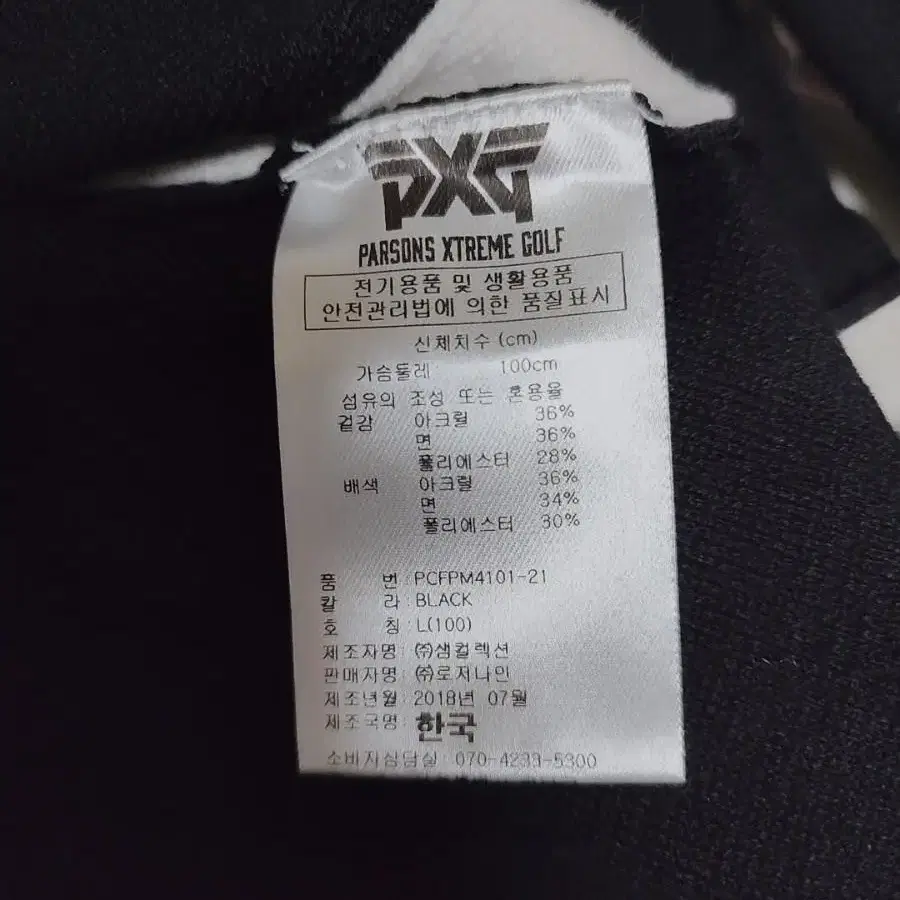 PXG
PARSONS XTREME GOLF
전기용품 및 생활용품
안전관리법에 의한 품질표시
신체치수 (cm)
가슴둘레 100cm
섬유의 조성 또는 혼용율
겉감 아크릴 36%
면 36%
폴리에스터 28%
배색 아크릴 36%
면 34%
폴리에스터 30%
품 번: PCFPM4101-21
칼 라: BLACK
호 칭: L(100)
제조자명: ㈜샘컬렉션
판매자명: ㈜로저나인
제조년월: 2018년 07월
제조국명: 한국
소비자상담실: 070-4233-5300